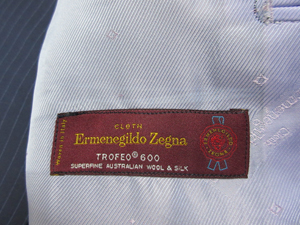 CLOTH
Ermenegildo Zegna
TROFEO® 600
SUPERFINE AUSTRALIAN WOOL & SILK